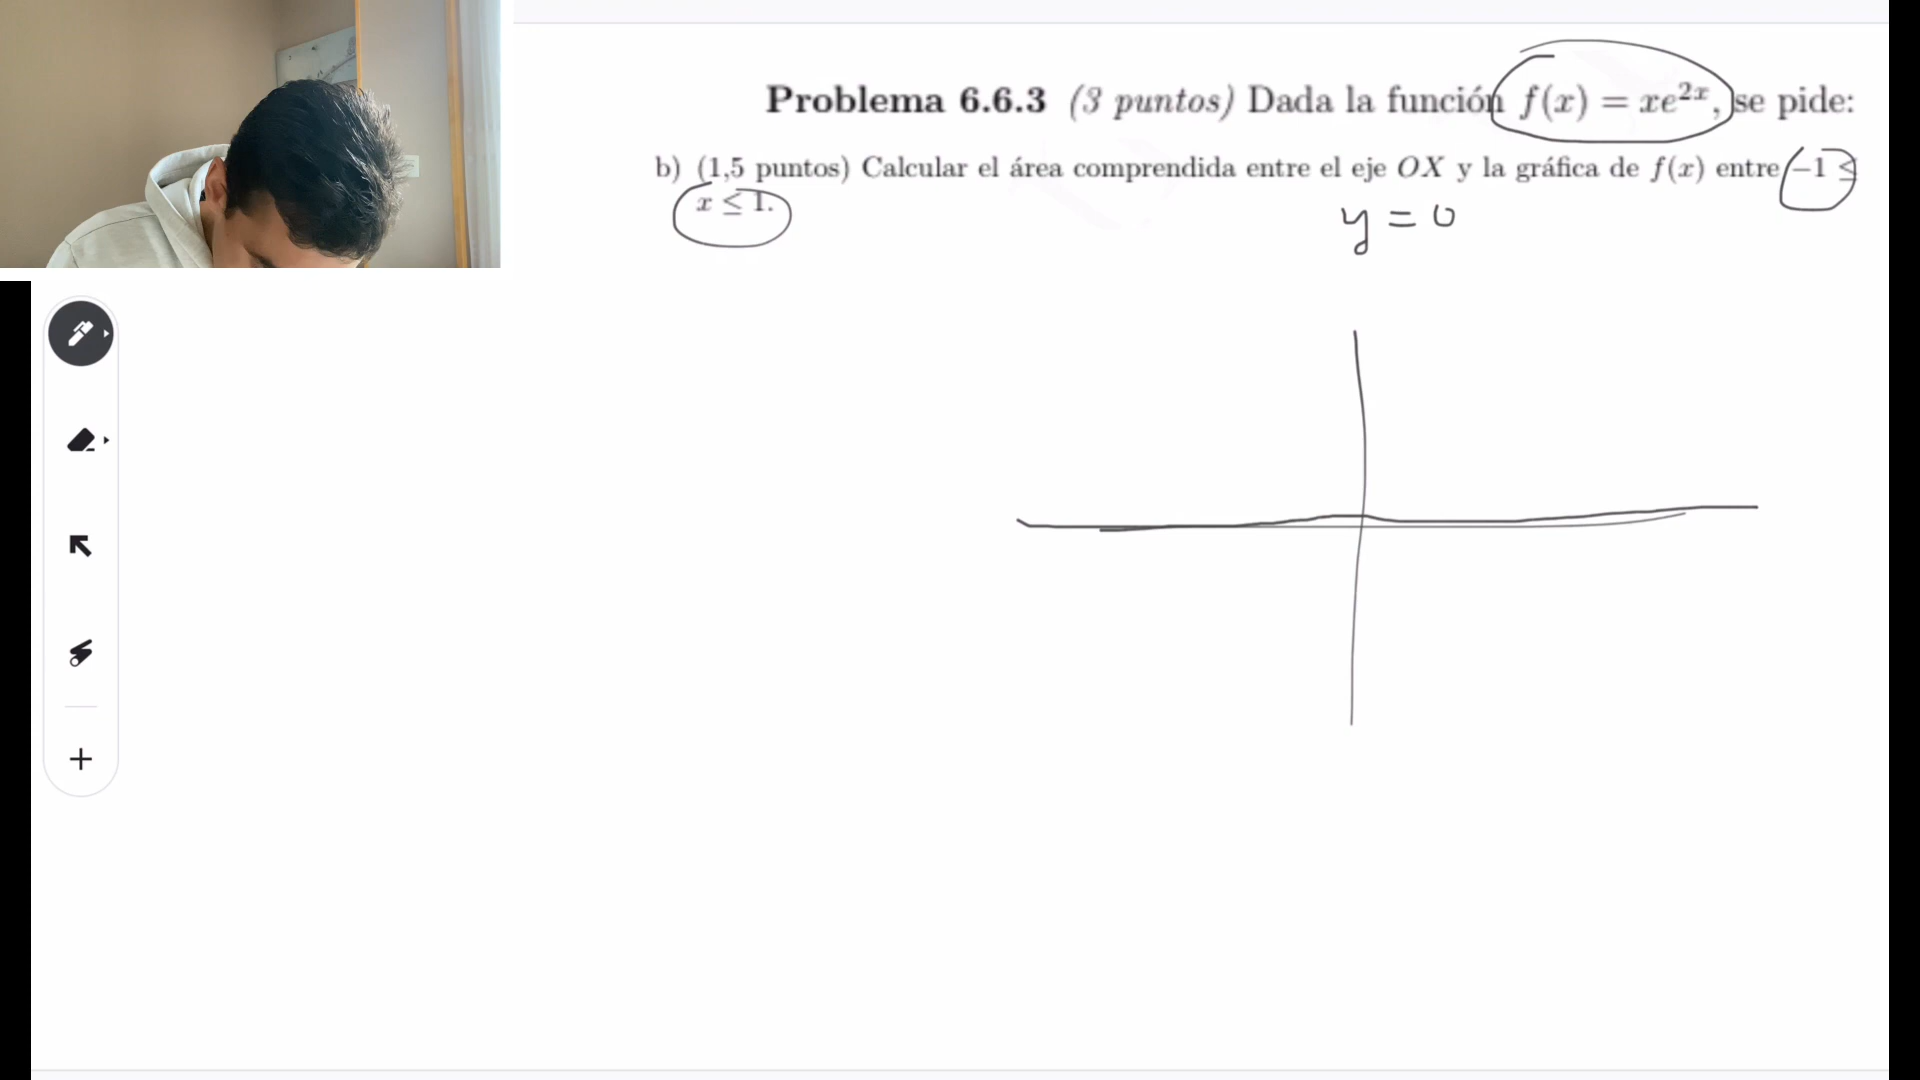 Problema 6.6.3 (3 puntos) Dada la función f(x) = xe^{2x}, se pide:
b) (1,5 puntos) Calcular el área comprendida entre el eje OX y la gráfica de f(x) entre −1 ≤
x ≤ 1.
y = 0